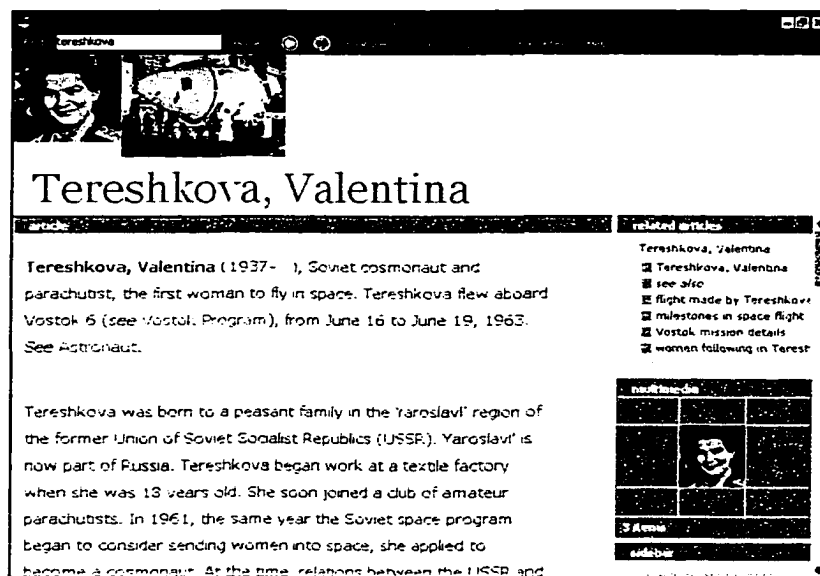 tereshkova
Tereshkova, Valentina
article
Tereshkova, Valentina (1937- ), Soviet cosmonaut and
parachutist, the first woman to fly in space. Tereshkova flew aboard
Vostok 6 (see Vostok Program), from June 16 to June 19, 1963.
See Astronaut.
Tereshkova was born to a peasant family in the Yaroslavl' region of
the former Union of Soviet Socialist Republics (USSR). Yaroslavl' is
now part of Russia. Tereshkova began work at a textile factory
when she was 18 years old. She soon joined a club of amateur
parachutists. In 1961, the same year the Soviet space program
began to consider sending women into space, she applied to
become a cosmonaut. At the time, relations between the USSR and
related articles
Tereshkova, Valentina
Tereshkova, Valentina
see also
flight made by Tereshkova
milestones in space flight
Vostok mission details
women following in Teresh
multimedia
3 items
sidebar